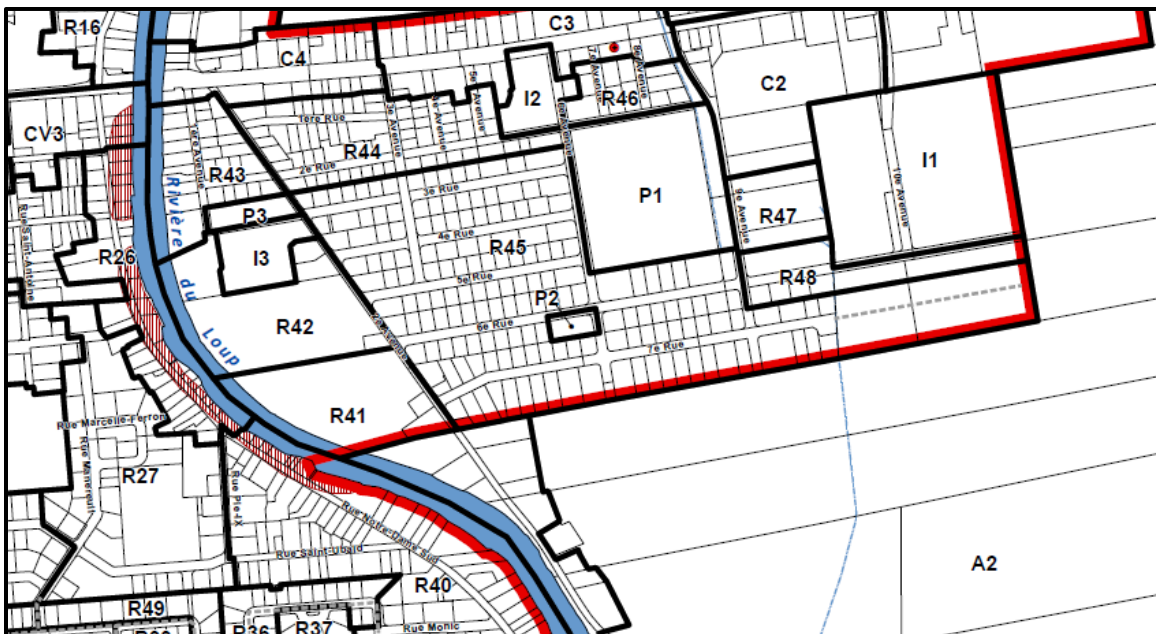 R16
C3
C4
7e Avenue
8e Avenue
5e Avenue
I2
R46
C2
4e Avenue
3e Avenue
6e Avenue
1ère Rue
CV3
1ère Avenue
R44
I1
2e Rue
R43
10e Avenue
3e Rue
P1
Rivière du Loup
9e Avenue
P3
R47
Rue Saint-Antoine
4e Rue
R45
R26
I3
5e Rue
R48
P2
R42
6e Rue
2e Avenue
7e Rue
R41
Rue Marcelle-Ferron
R27
Rue Pie-IX
Rue Notre-Dame Sud
Rue Saint-Ubald
A2
R40
R49
R36
R37
Rue Monic